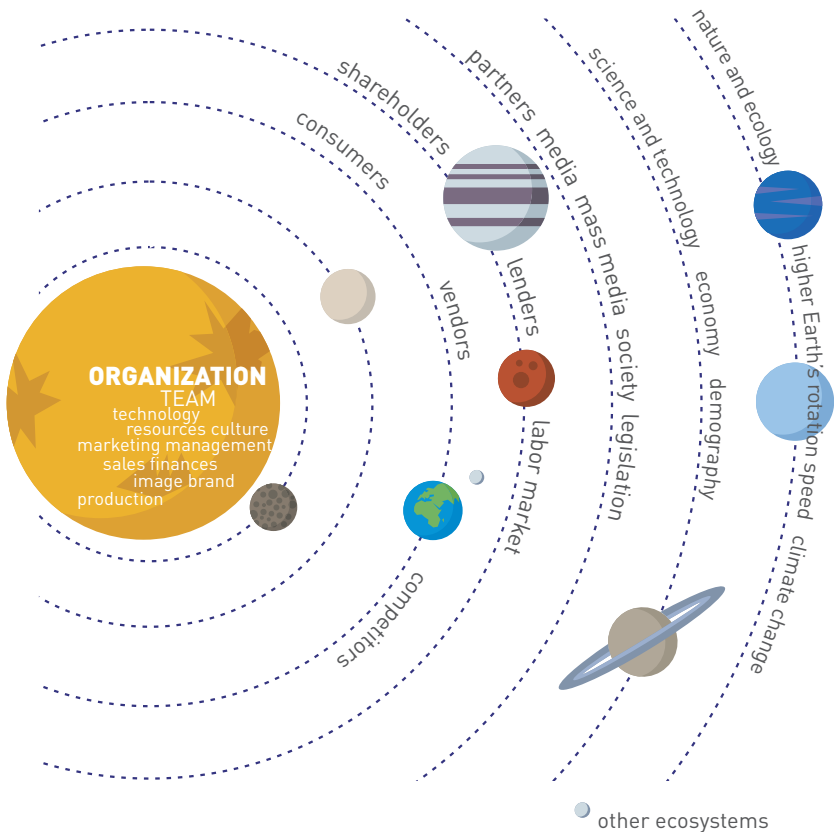 ORGANIZATION
TEAM
technology
resources culture
marketing management
sales finances
image brand
production
consumers
vendors
competitors
shareholders
lenders
labor market
partners media mass media society legislation
science and technology economy demography
nature and ecology
higher Earth's rotation speed climate change
other ecosystems